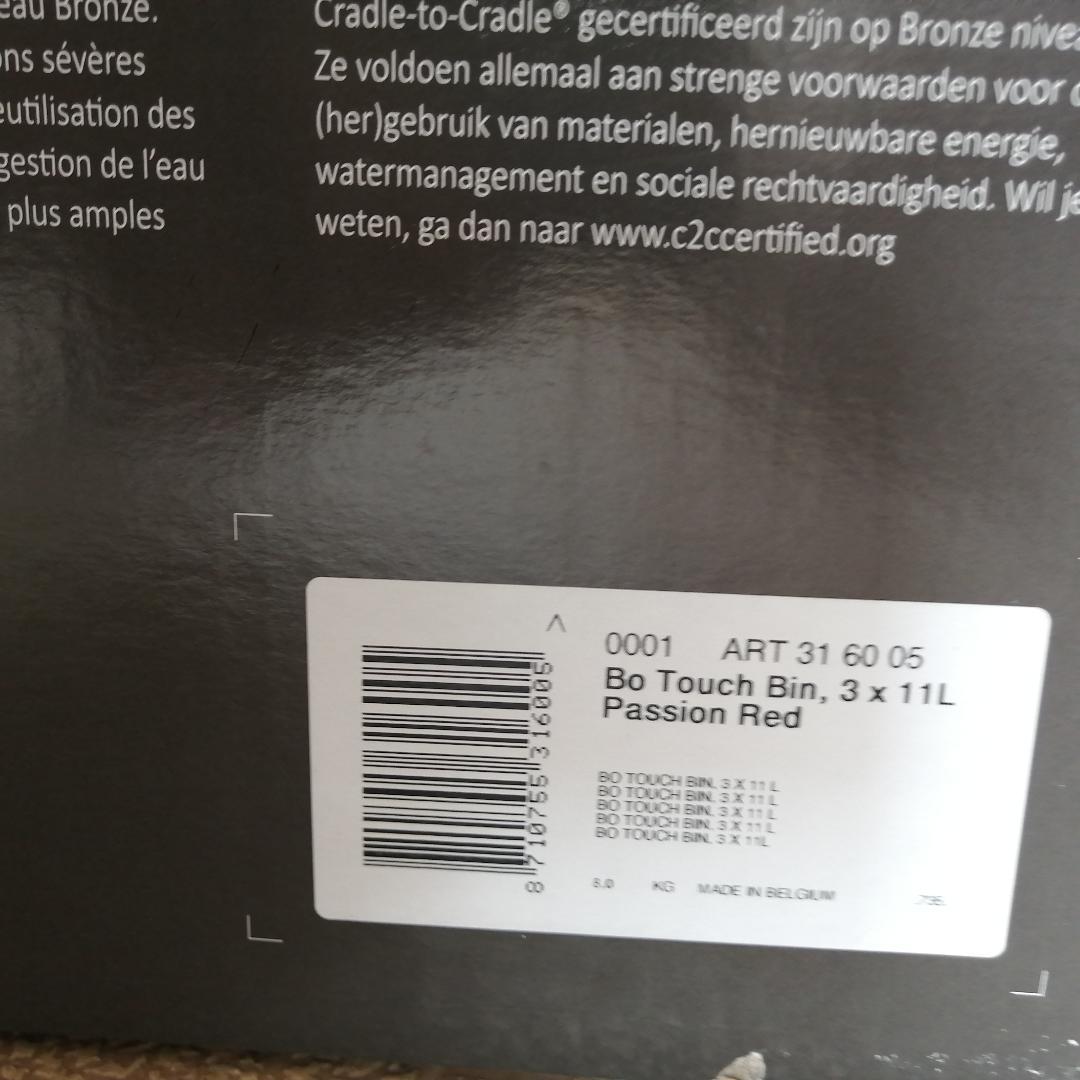 eau Bronze.
ons sévères
eutilisation des
gestion de l'eau
plus amples
Cradle-to-Cradle® gecertificeerd zijn op Bronze nivea
Ze voldoen allemaal aan strenge voorwaarden voor
(her)gebruik van materialen, hernieuwbare energie,
watermanagement en sociale rechtvaardigheid. Wil je
weten, ga dan naar www.c2ccertified.org
0001 ART 31 60 05
Bo Touch Bin, 3 x 11L
Passion Red
BO TOUCH BIN, 3 X 11 L
BO TOUCH BIN, 3 X 11 L
BO TOUCH BIN, 3 X 11 L
BO TOUCH BIN, 3 X 11 L
BO TOUCH BIN, 3 X 11L
KG MADE IN BELGIUM
8 710755 316005 >